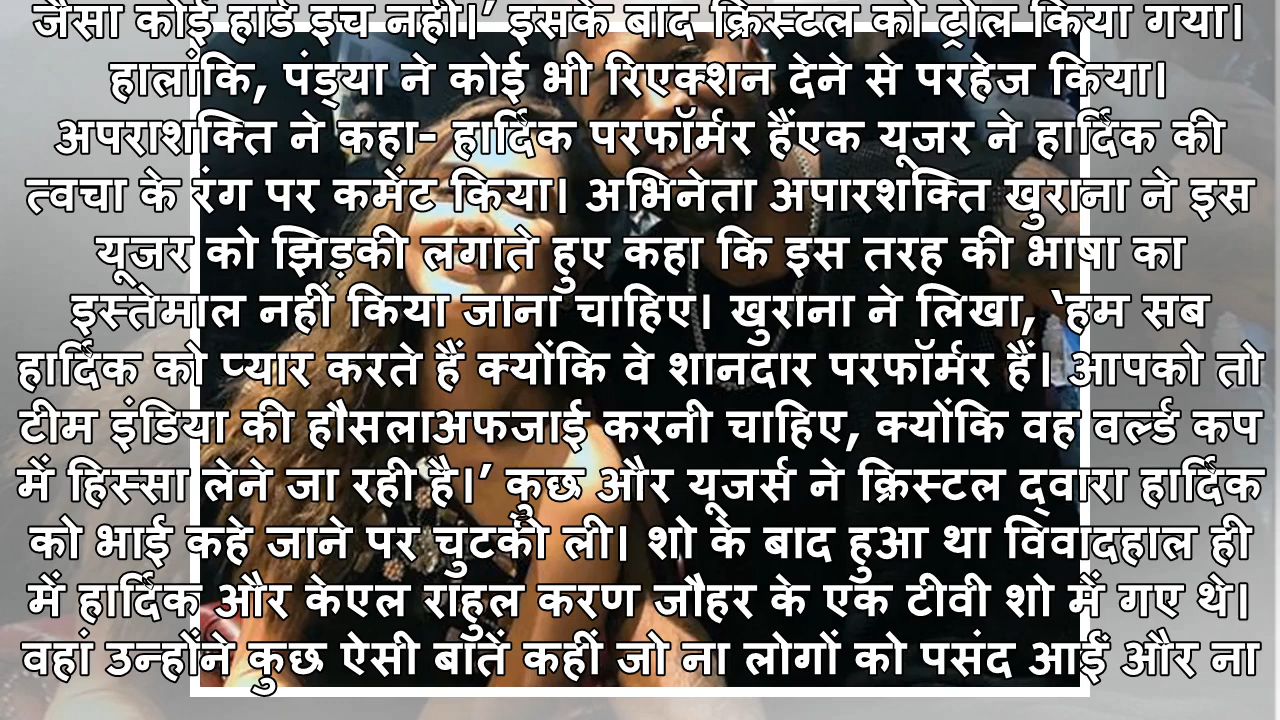 जैसा कोई हार्ड इच नहीं।’ इसके बाद क्रिस्टल को ट्रोल किया गया।
हालांकि, पंड्या ने कोई भी रिएक्शन देने से परहेज किया।
अपराशक्ति ने कहा- हार्दिक परफॉर्मर हैंएक यूजर ने हार्दिक की
त्वचा के रंग पर कमेंट किया। अभिनेता अपारशक्ति खुराना ने इस
यूजर को झिड़की लगाते हुए कहा कि इस तरह की भाषा का
इस्तेमाल नहीं किया जाना चाहिए। खुराना ने लिखा, ‘हम सब
हार्दिक को प्यार करते हैं क्योंकि वे शानदार परफॉर्मर हैं। आपको तो
टीम इंडिया की हौसलाअफजाई करनी चाहिए, क्योंकि वह वर्ल्ड कप
में हिस्सा लेने जा रही है।’ कुछ और यूजर्स ने क्रिस्टल द्वारा हार्दिक
को भाई कहे जाने पर चुटकी ली। शो के बाद हुआ था विवादहाल ही
में हार्दिक और केएल राहुल करण जौहर के एक टीवी शो में गए थे।
वहां उन्होंने कुछ ऐसी बातें कहीं जो ना लोगों को पसंद आईं और ना